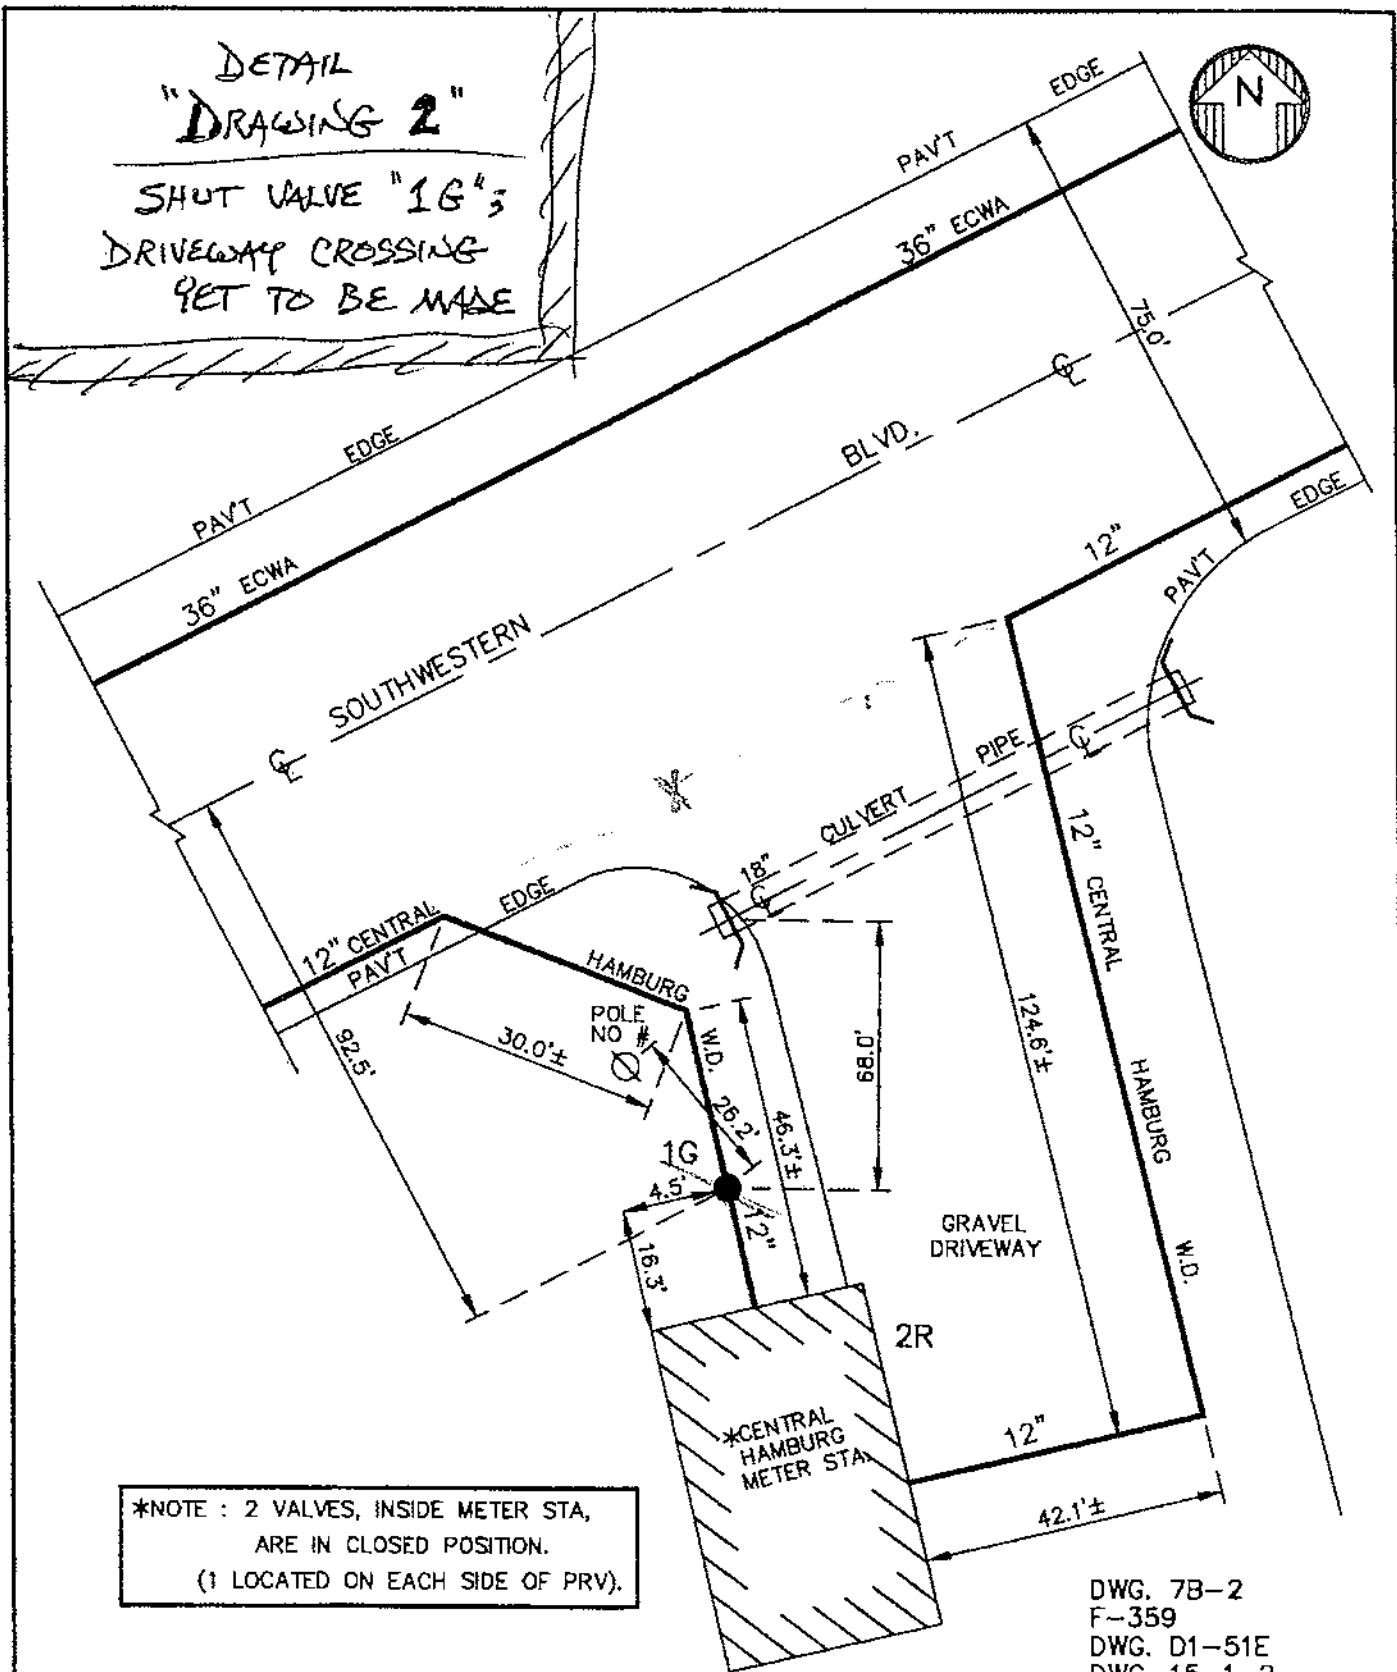 DETAIL
"DRAWING 2"
SHUT VALVE "1G";
DRIVEWAY CROSSING
YET TO BE MADE
N
PAV'T EDGE
36" ECWA
75.0'
℄
SOUTHWESTERN BLVD.
PAV'T EDGE
36" ECWA
℄
12"
PAV'T EDGE
18" CULVERT PIPE
℄
℄
12" CENTRAL HAMBURG W.D.
PAV'T EDGE
12" CENTRAL HAMBURG W.D.
92.5'
30.0'±
POLE
NO #
26.2'
46.3'±
68.0'
124.6'±
1G
4.5'
12"
16.3'
GRAVEL
DRIVEWAY
2R
*CENTRAL
HAMBURG
METER STA.
12"
42.1'±
*NOTE : 2 VALVES, INSIDE METER STA,
ARE IN CLOSED POSITION.
(1 LOCATED ON EACH SIDE OF PRV).
DWG. 7B-2
F-359
DWG. D1-51E